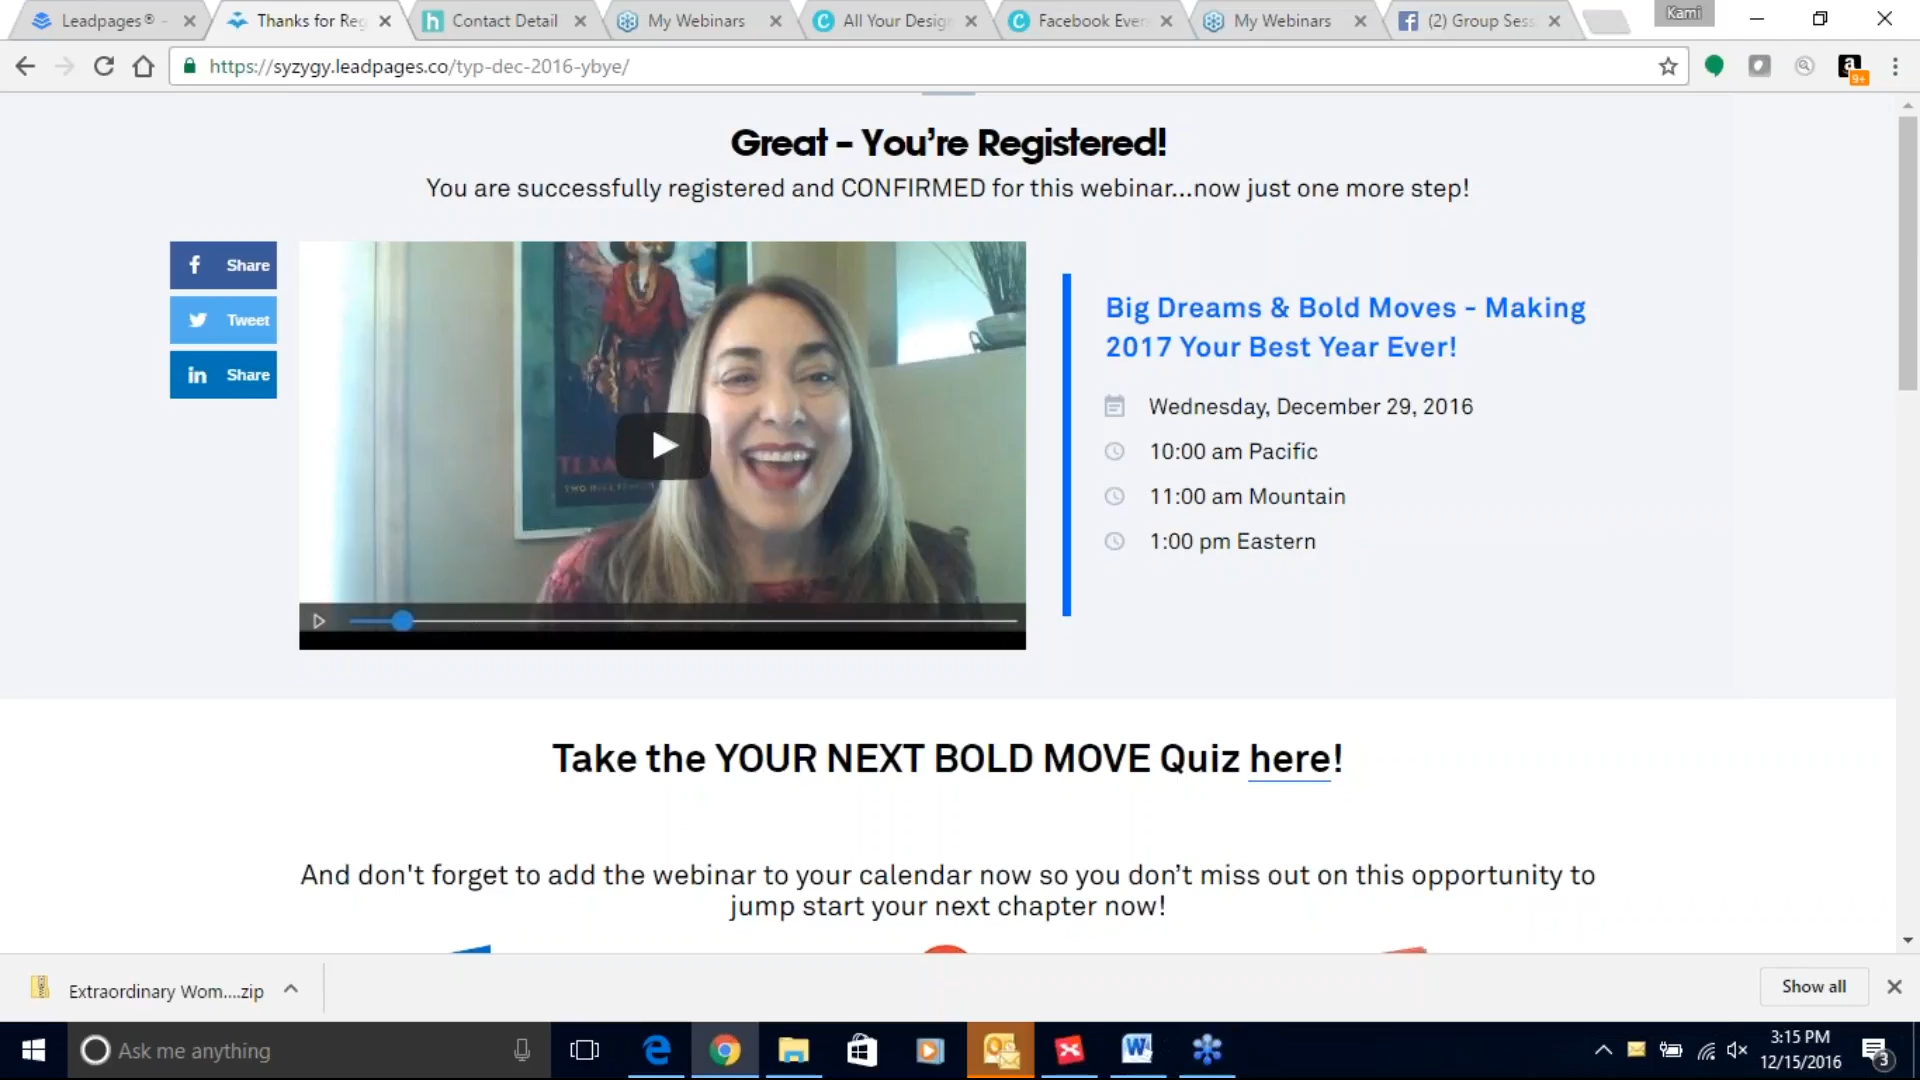 Leadpages® -
Thanks for Reg
Contact Detail
My Webinars
All Your Design
Facebook Even
My Webinars
(2) Group Sess
Kami
https://syzygy.leadpages.co/typ-dec-2016-ybye/
a
9+
Great – You’re Registered!
You are successfully registered and CONFIRMED for this webinar...now just one more step!
Share
Tweet
Share
TEXA
Big Dreams & Bold Moves - Making
2017 Your Best Year Ever!
Wednesday, December 29, 2016
10:00 am Pacific
11:00 am Mountain
1:00 pm Eastern
Take the YOUR NEXT BOLD MOVE Quiz here!
And don't forget to add the webinar to your calendar now so you don’t miss out on this opportunity to
jump start your next chapter now!
Extraordinary Wom....zip
Show all
Ask me anything
3:15 PM
12/15/2016
3